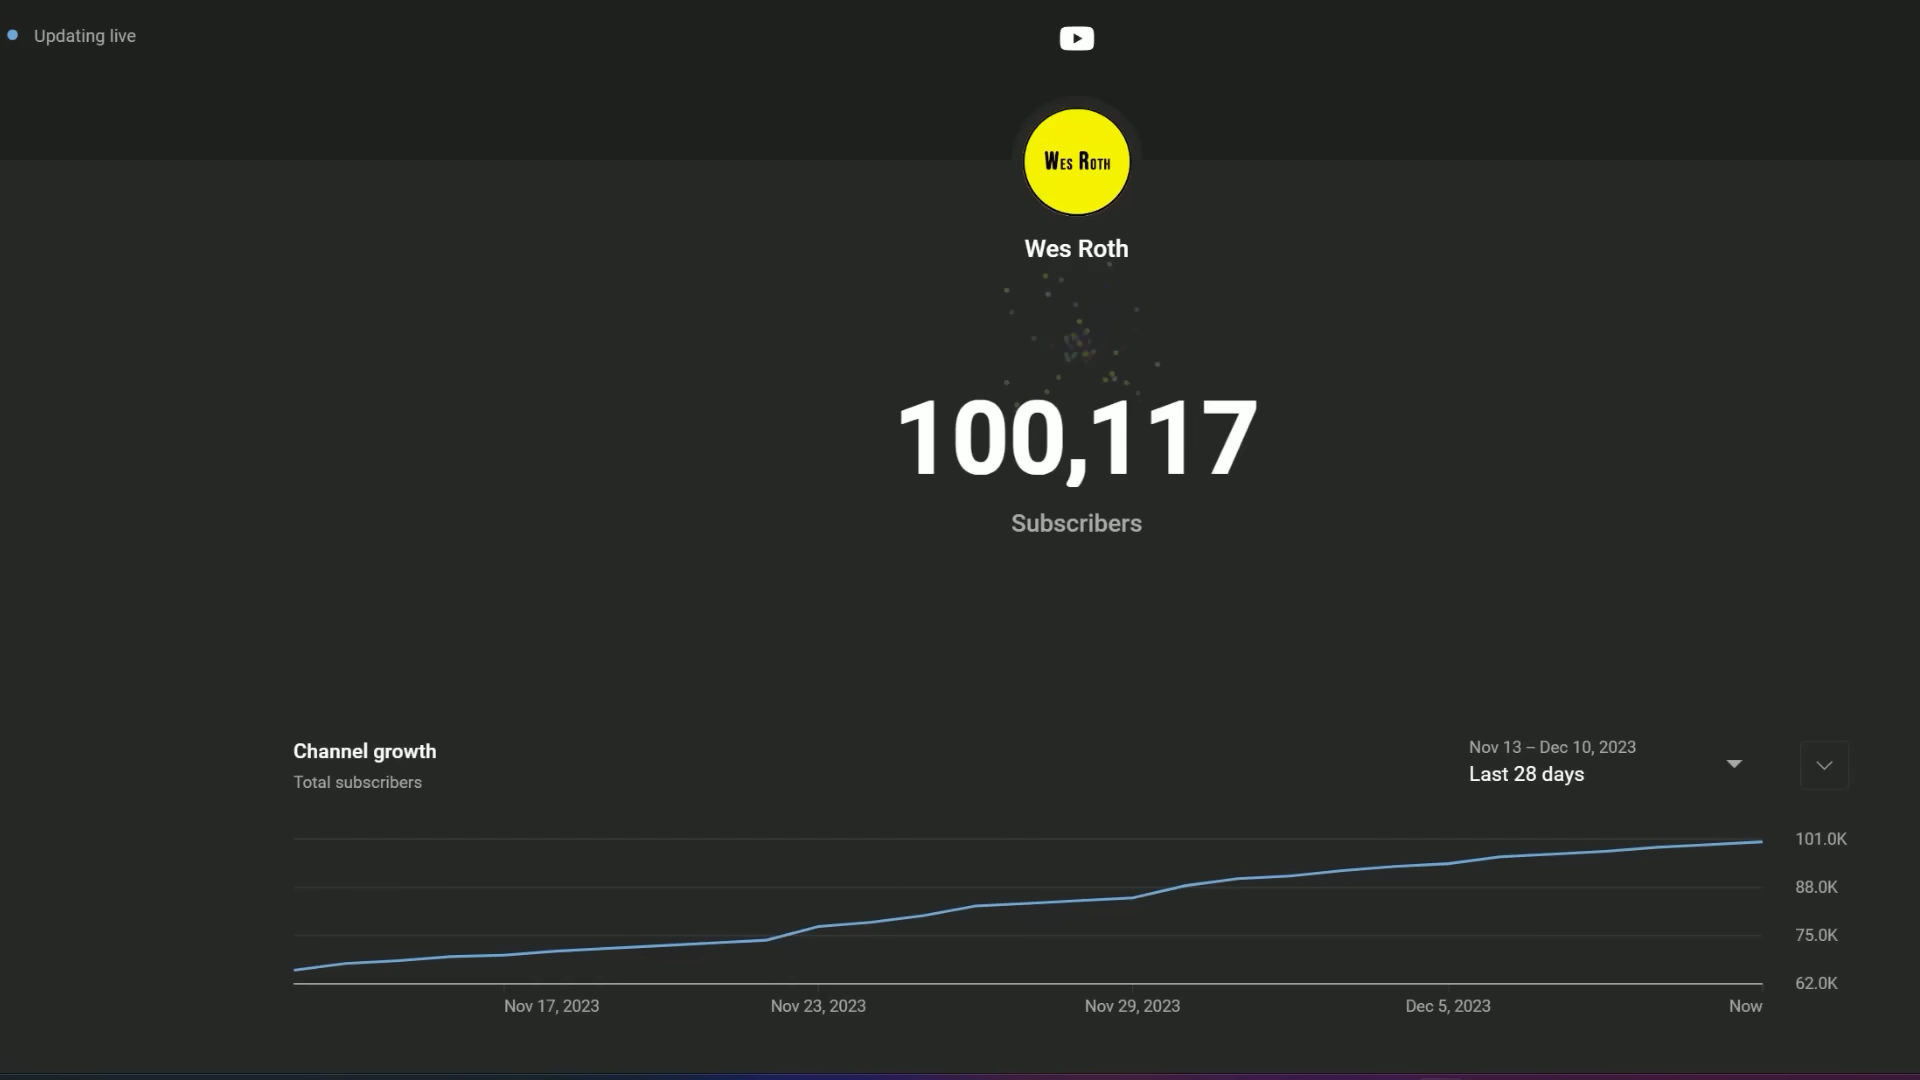 Updating live
WES ROTH
Wes Roth
100,117
Subscribers
Channel growth
Total subscribers
Nov 13 – Dec 10, 2023
Last 28 days
101.0K
88.0K
75.0K
62.0K
Nov 17, 2023
Nov 23, 2023
Nov 29, 2023
Dec 5, 2023
Now